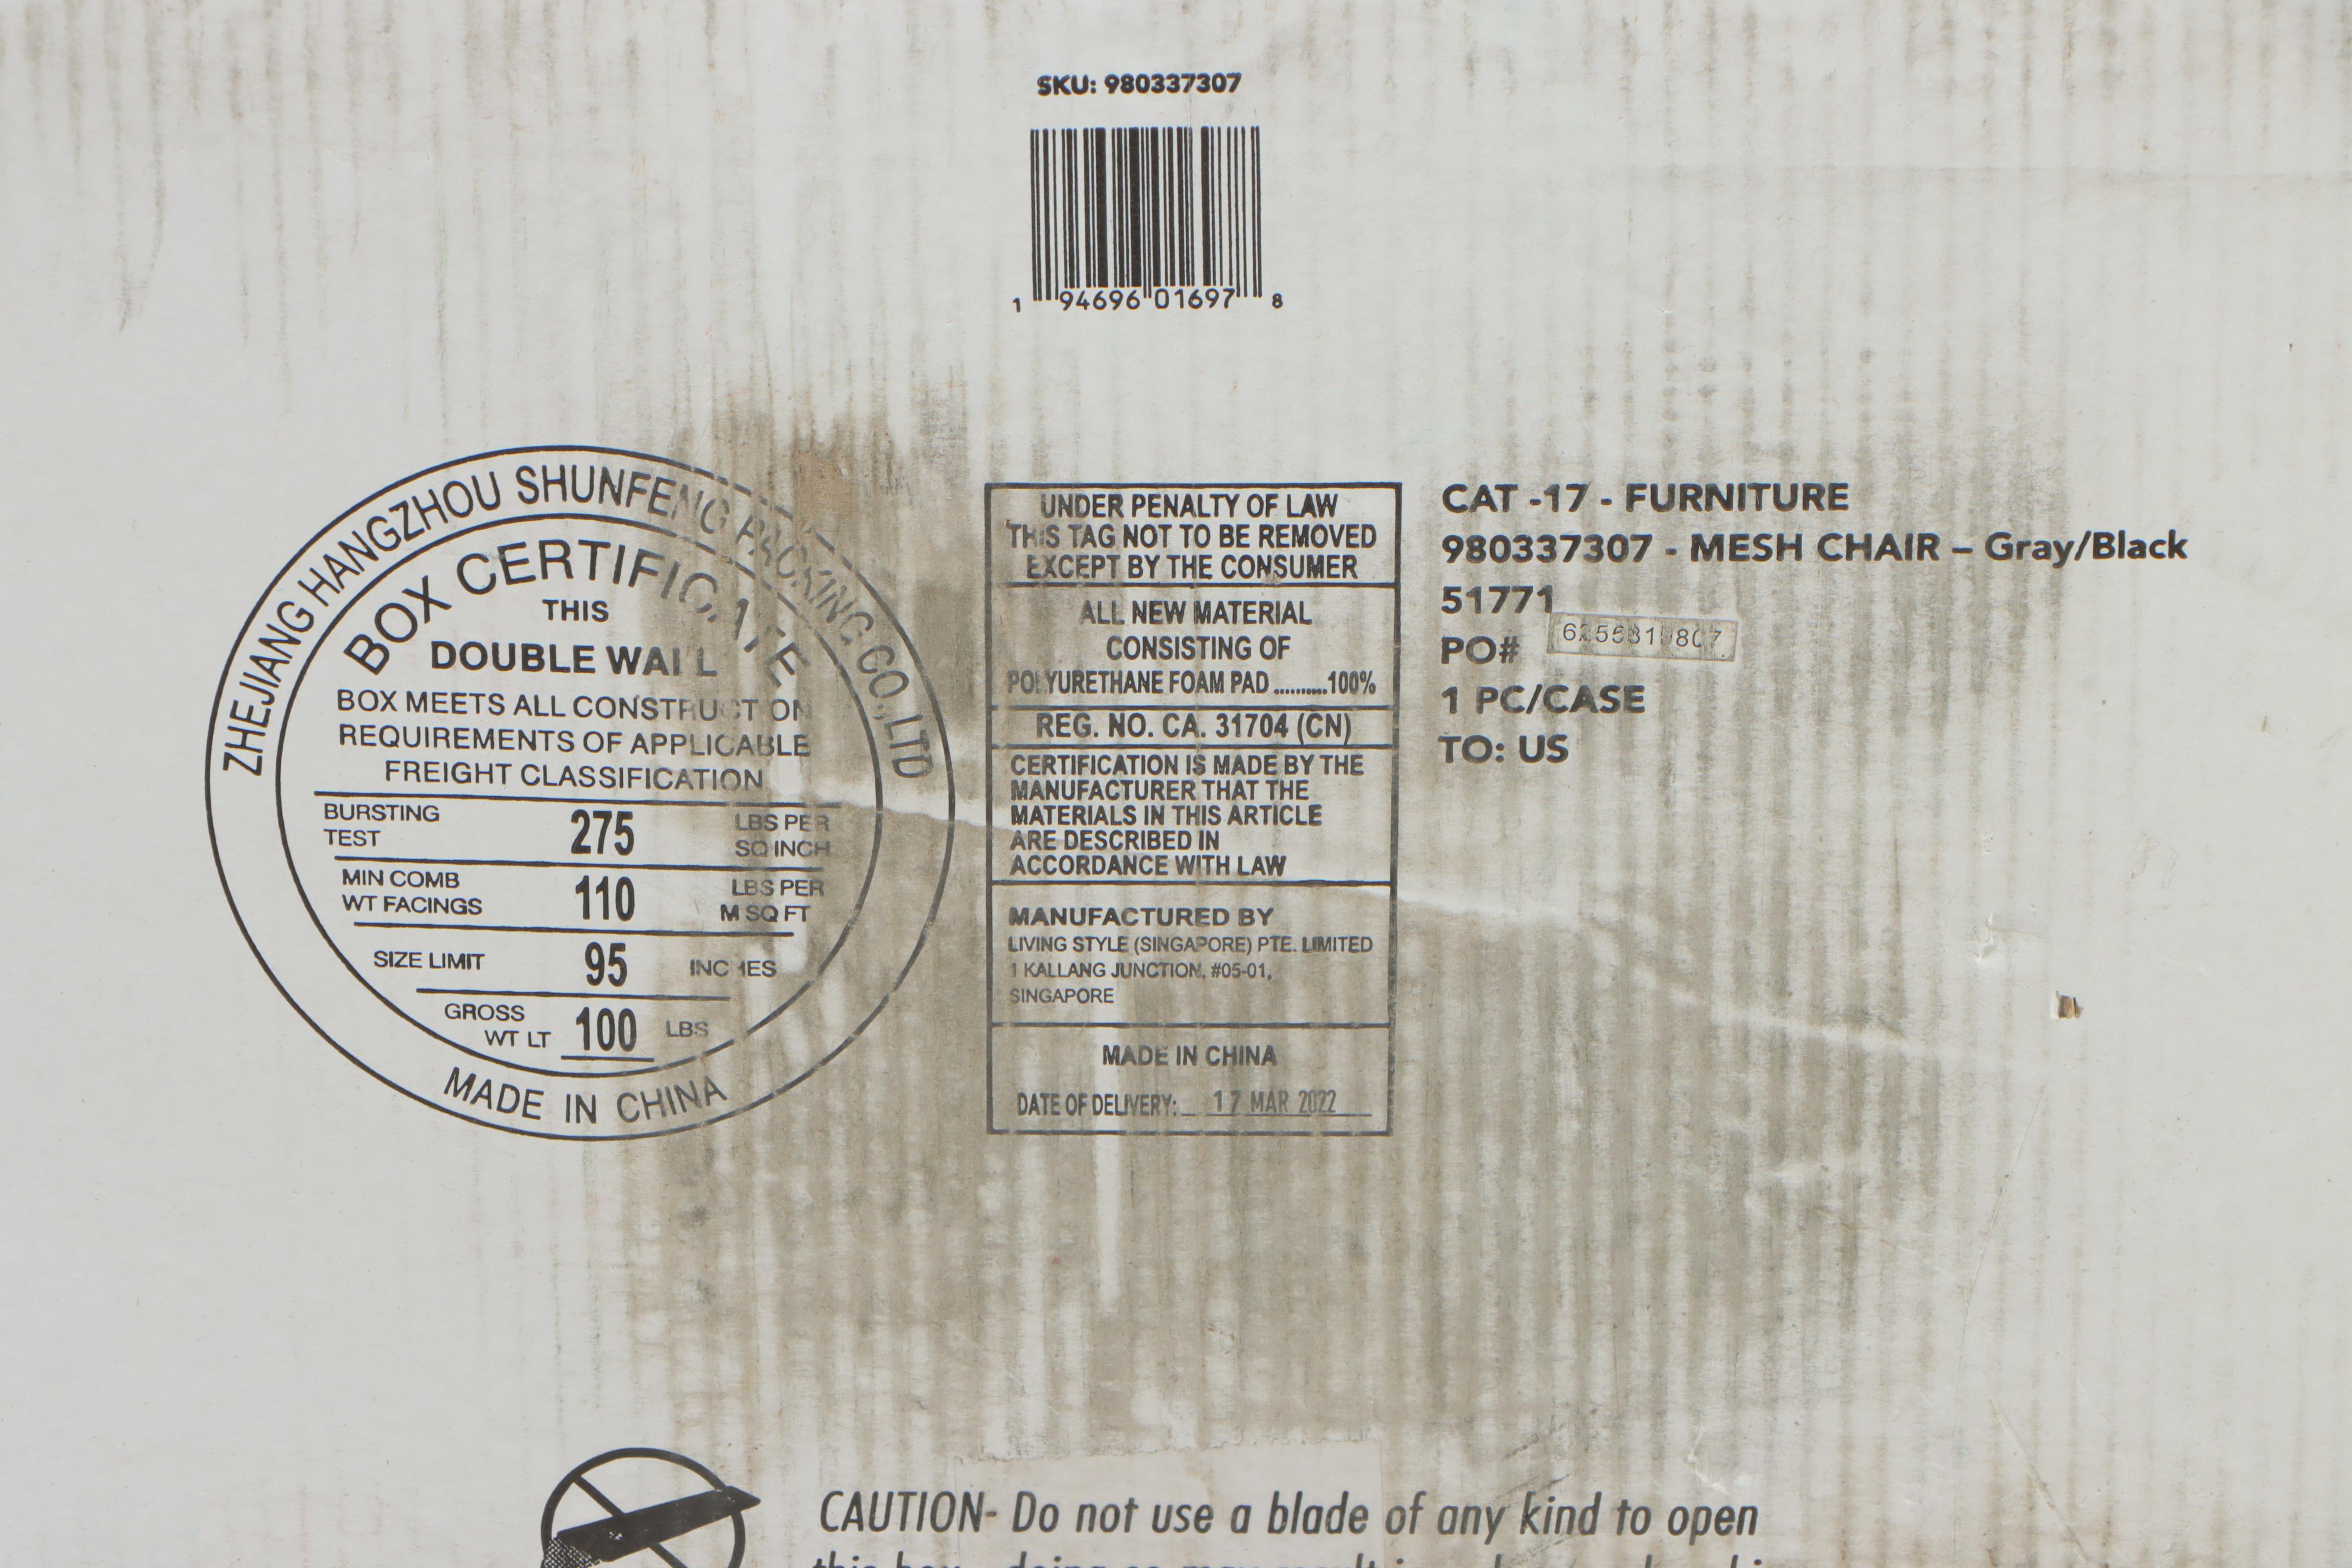 SKU: 980337307
1 94696 01697 8
ZHEJIANG HANGZHOU SHUNFENG PACKING CO.,LTD
BOX CERTIFICATE
THIS
DOUBLE WALL
BOX MEETS ALL CONSTRUCTION
REQUIREMENTS OF APPLICABLE
FREIGHT CLASSIFICATION
BURSTING TEST 275 LBS PER SQ INCH
MIN COMB WT FACINGS 110 LBS PER M SQ FT
SIZE LIMIT 95 INCHES
GROSS WT LT 100 LBS
MADE IN CHINA
UNDER PENALTY OF LAW
THIS TAG NOT TO BE REMOVED
EXCEPT BY THE CONSUMER
ALL NEW MATERIAL
CONSISTING OF
POLYURETHANE FOAM PAD ..........100%
REG. NO. CA. 31704 (CN)
CERTIFICATION IS MADE BY THE
MANUFACTURER THAT THE
MATERIALS IN THIS ARTICLE
ARE DESCRIBED IN
ACCORDANCE WITH LAW
MANUFACTURED BY
LIVING STYLE (SINGAPORE) PTE. LIMITED
1 KALLANG JUNCTION, #05-01,
SINGAPORE
MADE IN CHINA
DATE OF DELIVERY: 17 MAR 2022
CAT -17 - FURNITURE
980337307 - MESH CHAIR – Gray/Black
51771
PO#
1 PC/CASE
TO: US
CAUTION- Do not use a blade of any kind to open